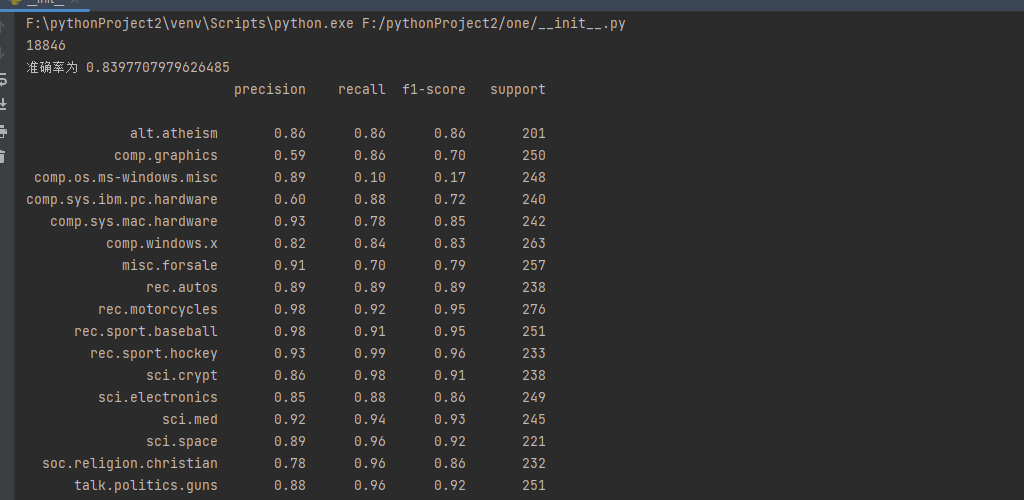 __init__
F:\pythonProject2\venv\Scripts\python.exe F:/pythonProject2/one/__init__.py
18846
准确率为 0.8397707979626485
precision recall f1-score support
alt.atheism 0.86 0.86 0.86 201
comp.graphics 0.59 0.86 0.70 250
comp.os.ms-windows.misc 0.89 0.10 0.17 248
comp.sys.ibm.pc.hardware 0.60 0.88 0.72 240
comp.sys.mac.hardware 0.93 0.78 0.85 242
comp.windows.x 0.82 0.84 0.83 263
misc.forsale 0.91 0.70 0.79 257
rec.autos 0.89 0.89 0.89 238
rec.motorcycles 0.98 0.92 0.95 276
rec.sport.baseball 0.98 0.91 0.95 251
rec.sport.hockey 0.93 0.99 0.96 233
sci.crypt 0.86 0.98 0.91 238
sci.electronics 0.85 0.88 0.86 249
sci.med 0.92 0.94 0.93 245
sci.space 0.89 0.96 0.92 221
soc.religion.christian 0.78 0.96 0.86 232
talk.politics.guns 0.88 0.96 0.92 251